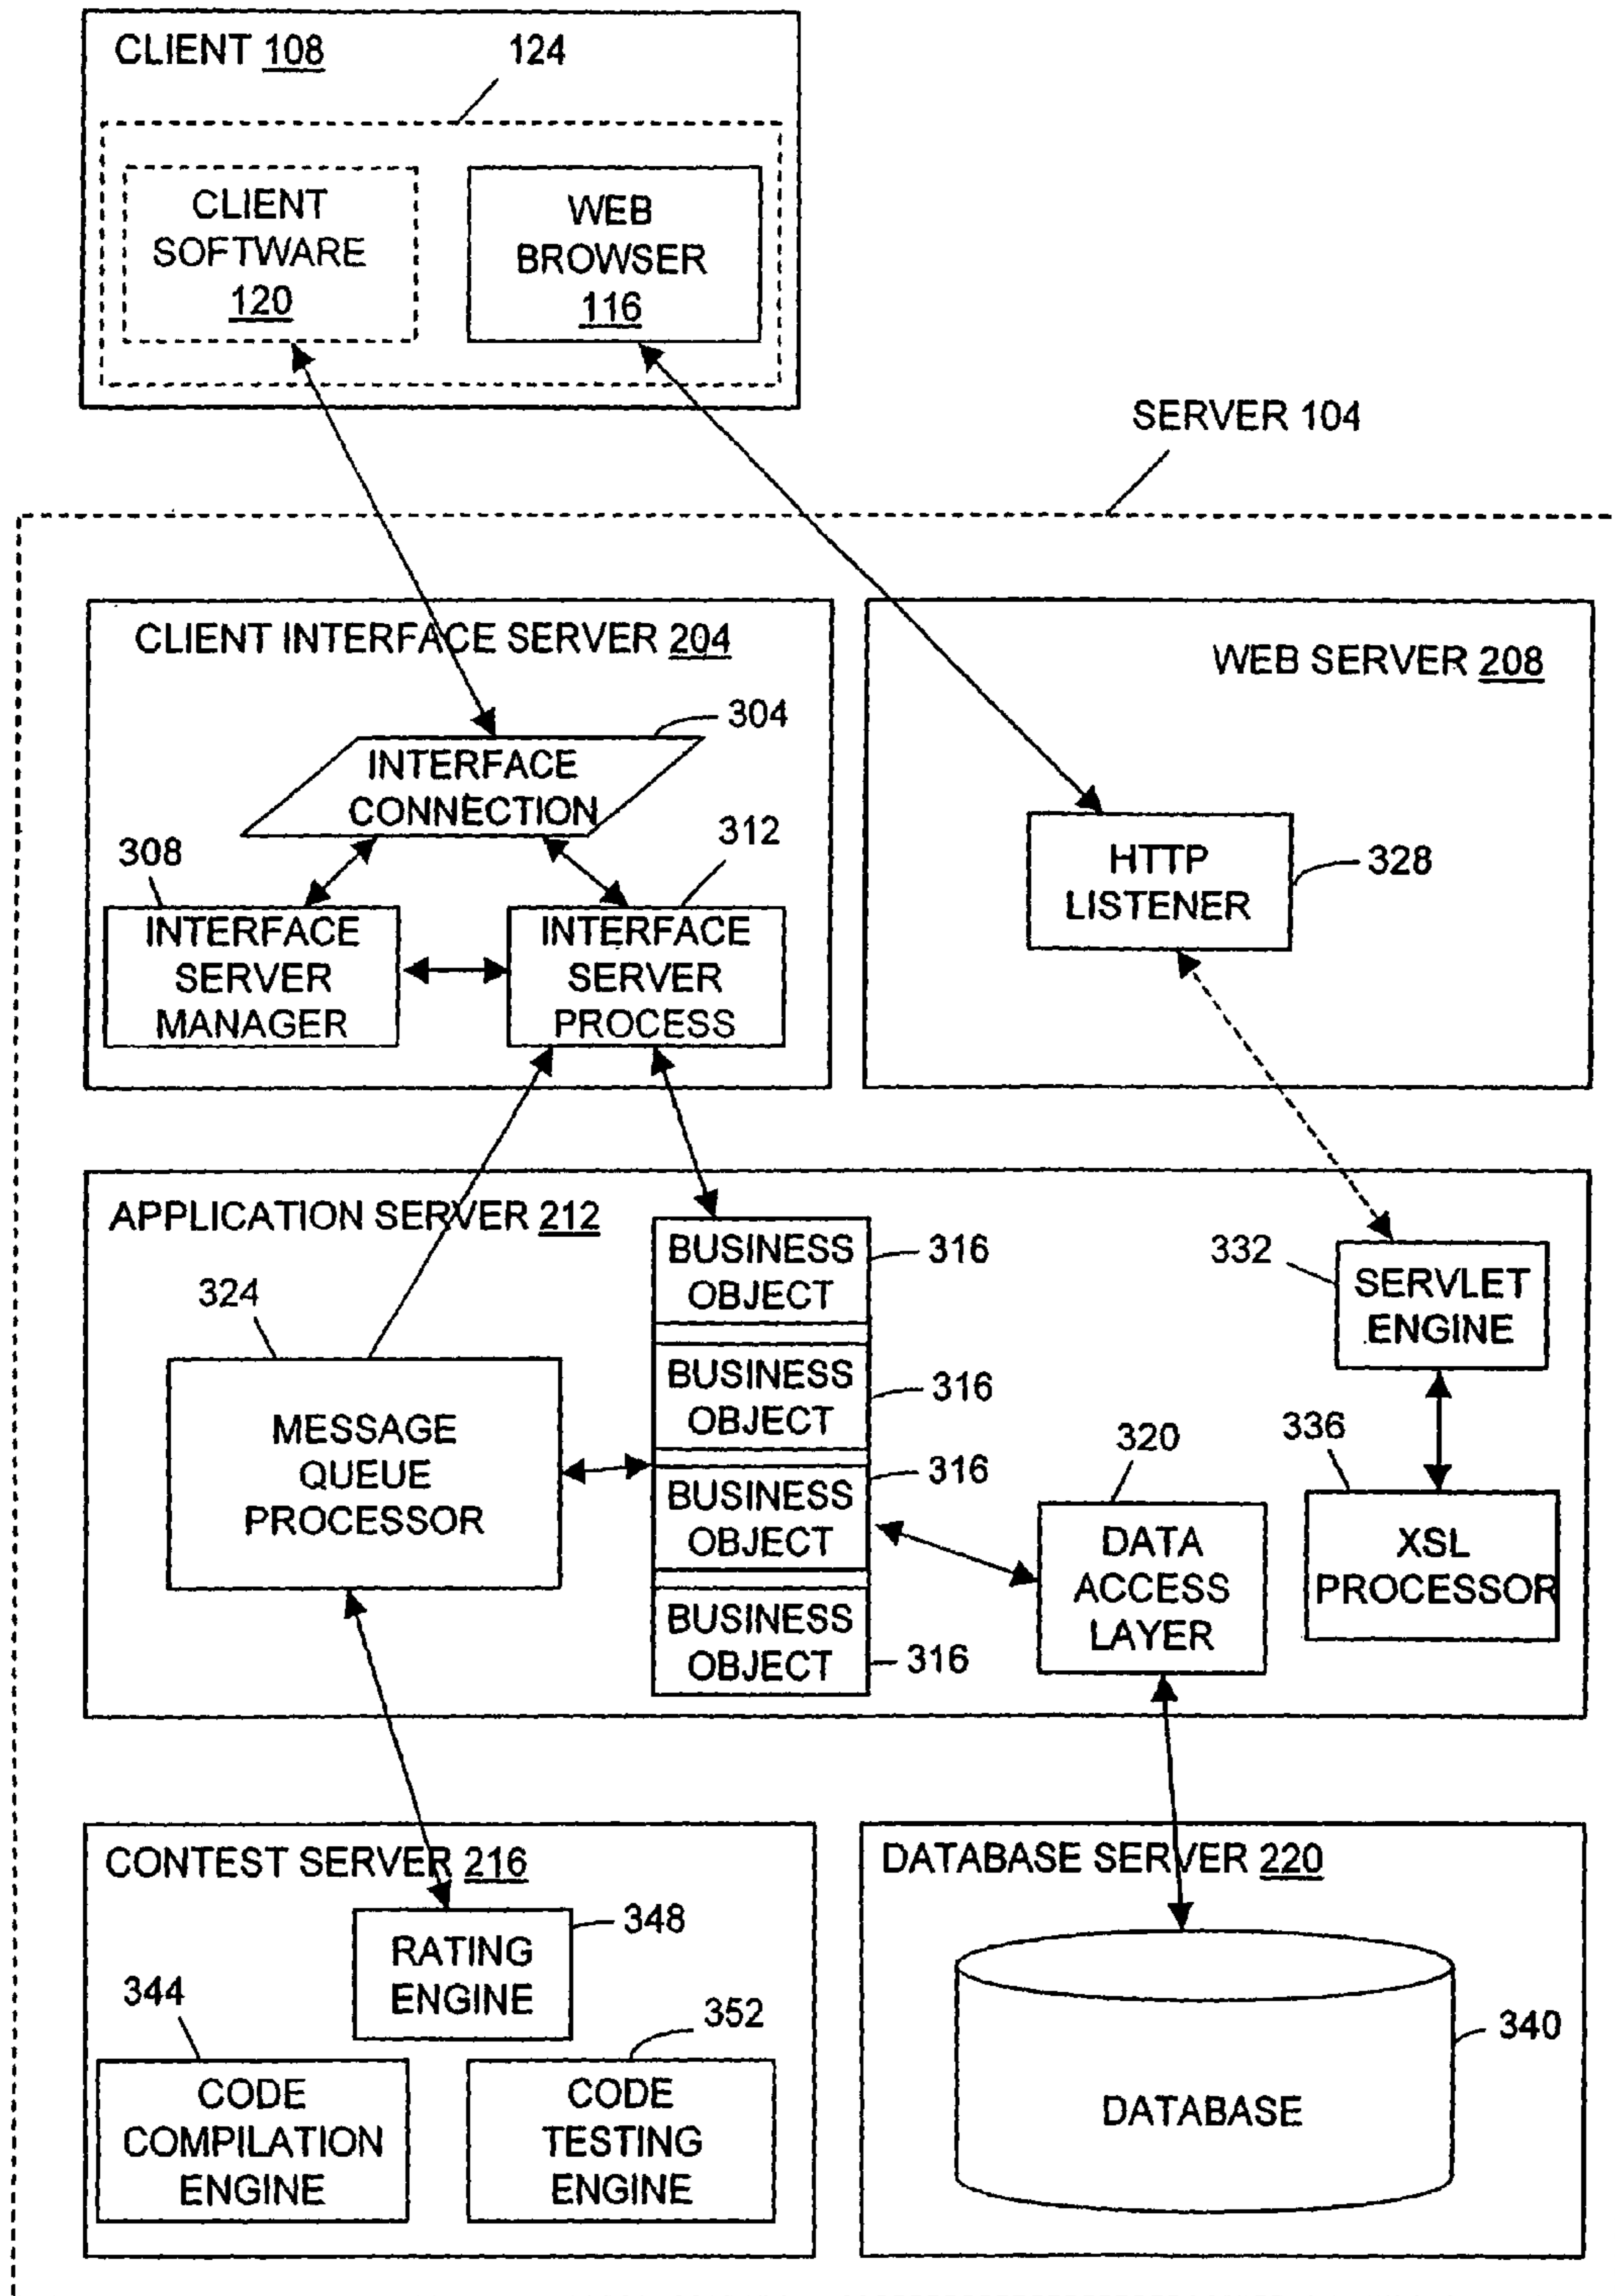 CLIENT 108
124
CLIENT
SOFTWARE
120
WEB
BROWSER
116
SERVER 104
CLIENT INTERFACE SERVER 204
304
INTERFACE
CONNECTION
308
312
INTERFACE
SERVER
MANAGER
INTERFACE
SERVER
PROCESS
WEB SERVER 208
HTTP
LISTENER
328
APPLICATION SERVER 212
324
MESSAGE
QUEUE
PROCESSOR
BUSINESS
OBJECT
316
BUSINESS
OBJECT
316
BUSINESS
OBJECT
316
BUSINESS
OBJECT
316
320
DATA
ACCESS
LAYER
332
SERVLET
ENGINE
336
XSL
PROCESSOR
CONTEST SERVER 216
348
RATING
ENGINE
344
352
CODE
COMPILATION
ENGINE
CODE
TESTING
ENGINE
DATABASE SERVER 220
340
DATABASE